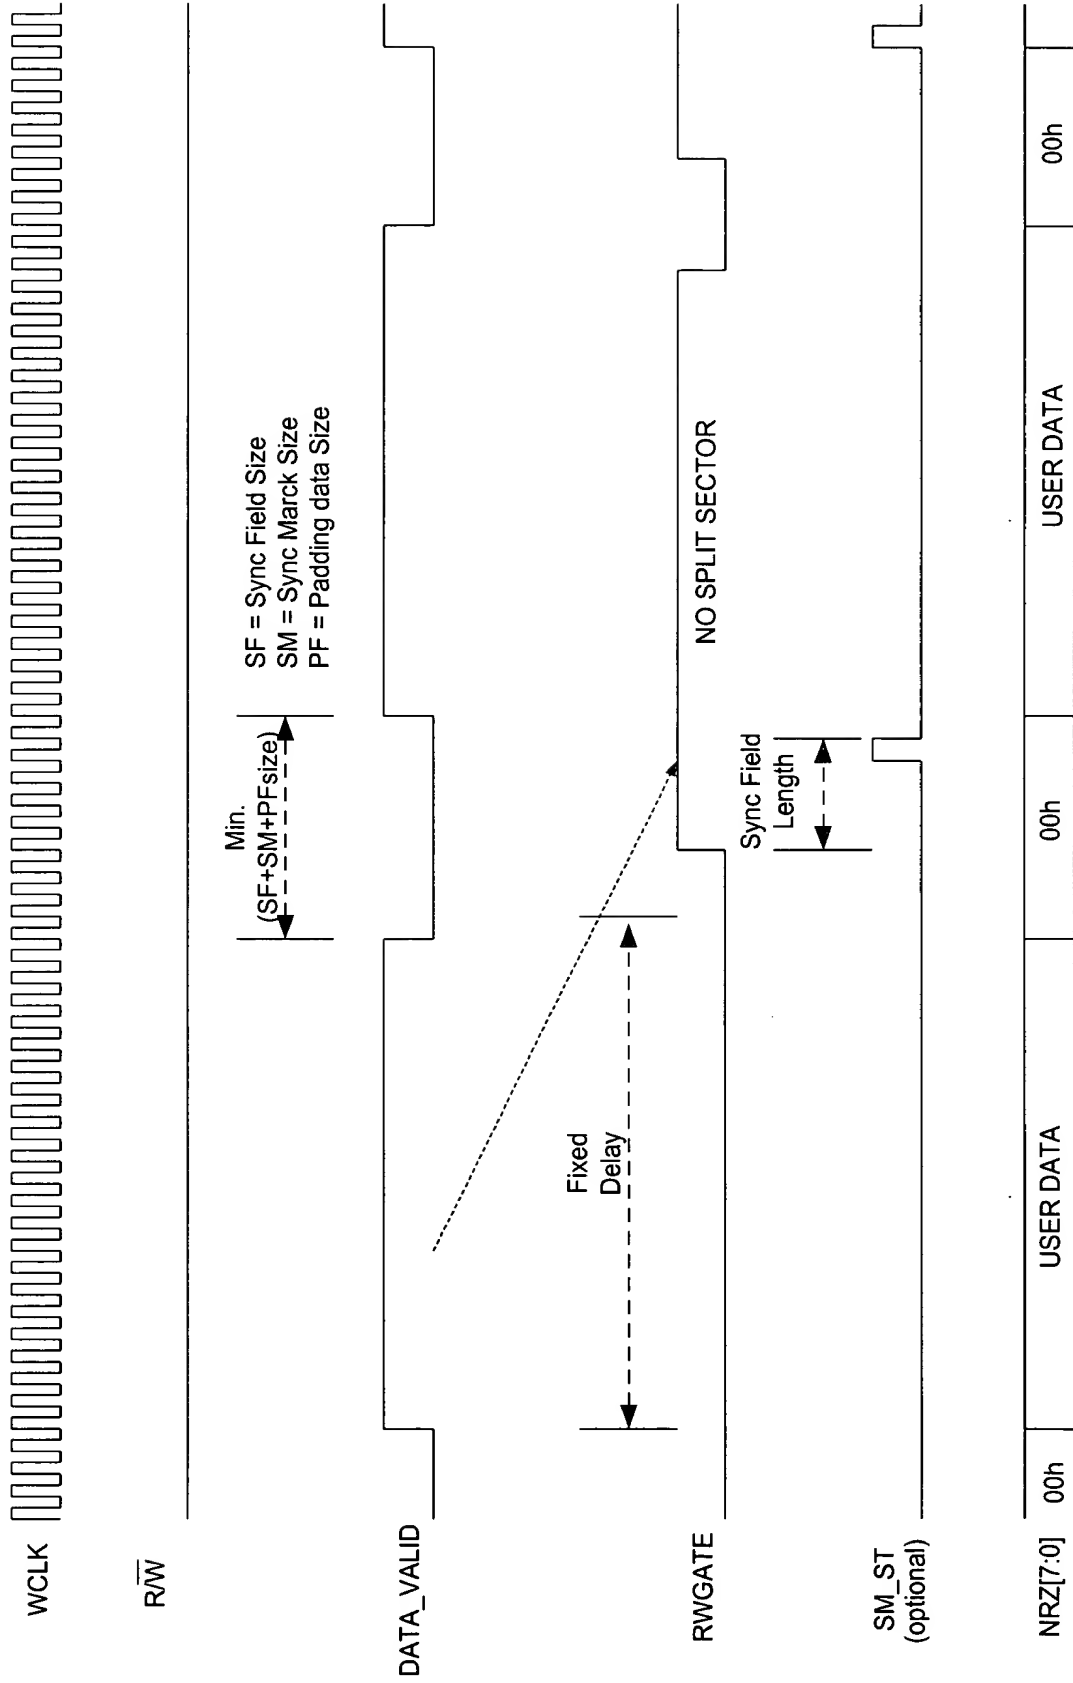 WCLK
R/W
DATA_VALID
Min.
(SF+SM+PFsize)
SF = Sync Field Size
SM = Sync Marck Size
PF = Padding data Size
Fixed
Delay
RWGATE
NO SPLIT SECTOR
Sync Field
Length
SM_ST
(optional)
NRZ[7:0]
00h
USER DATA
00h
USER DATA
00h